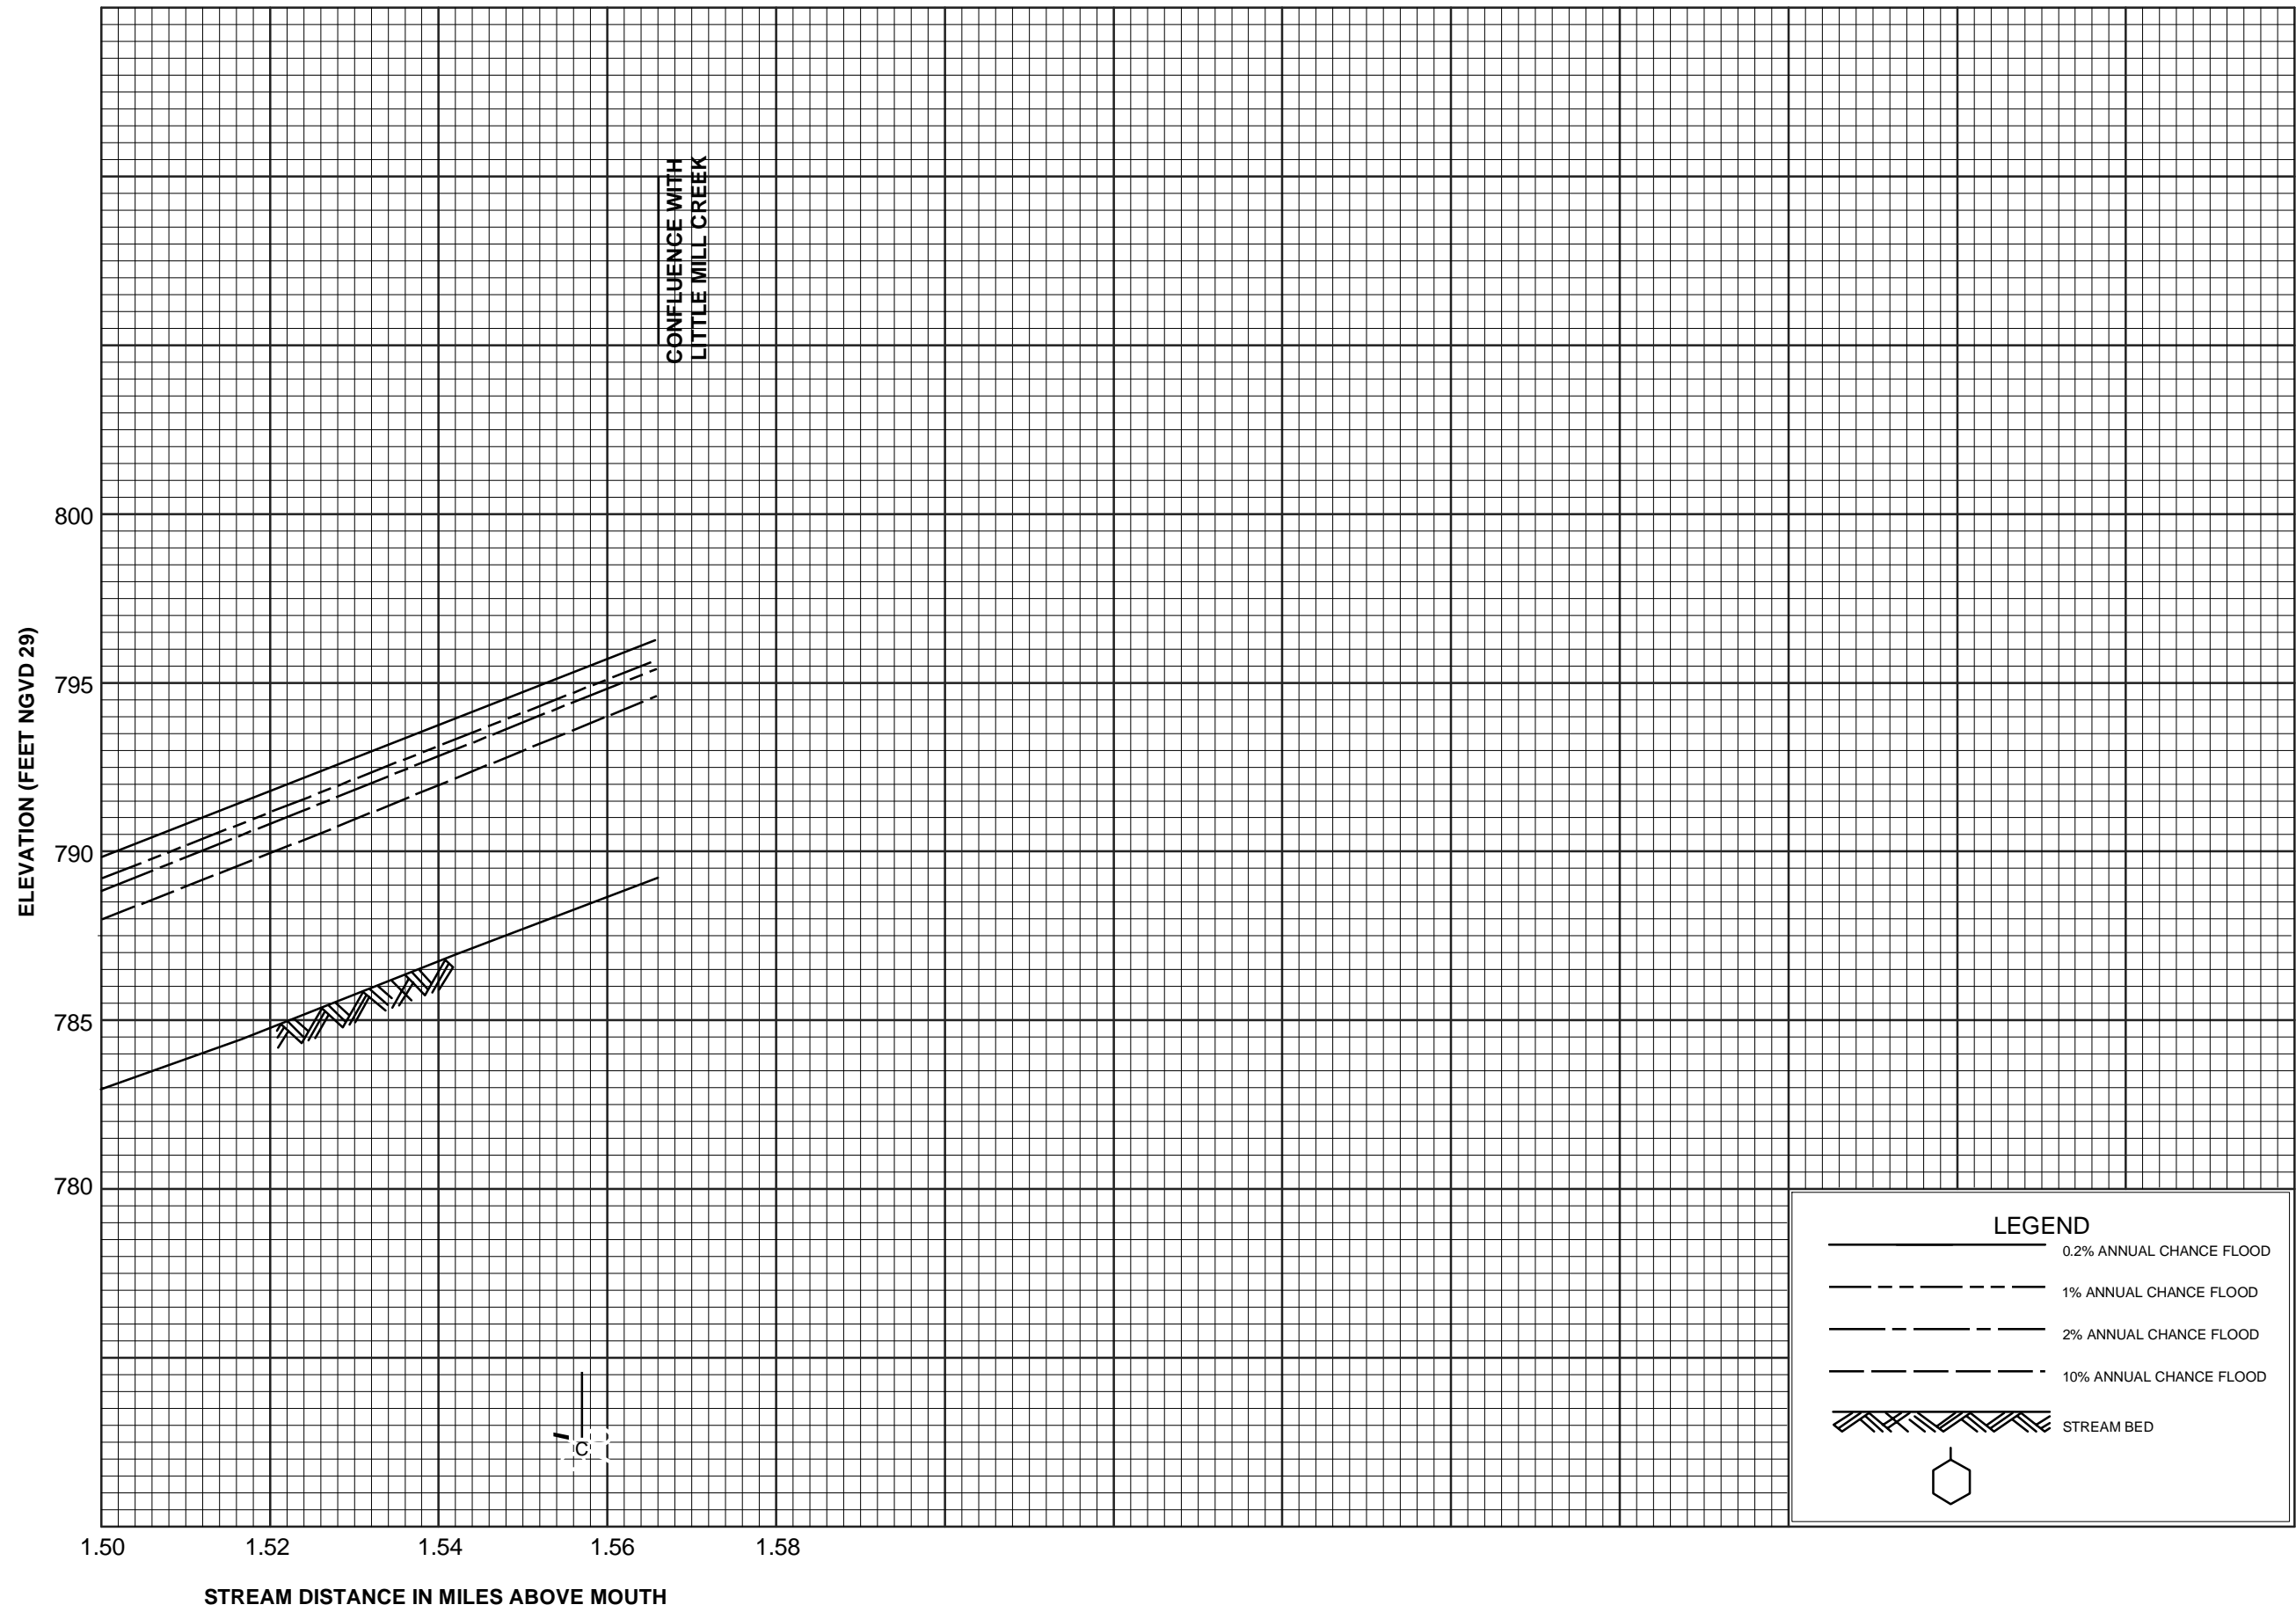 CONFLUENCE WITH
LITTLE MILL CREEK
ELEVATION (FEET NGVD 29)
800
795
790
785
780
C
LEGEND
0.2% ANNUAL CHANCE FLOOD
1% ANNUAL CHANCE FLOOD
2% ANNUAL CHANCE FLOOD
10% ANNUAL CHANCE FLOOD
STREAM BED
1.50 1.52 1.54 1.56 1.58
STREAM DISTANCE IN MILES ABOVE MOUTH